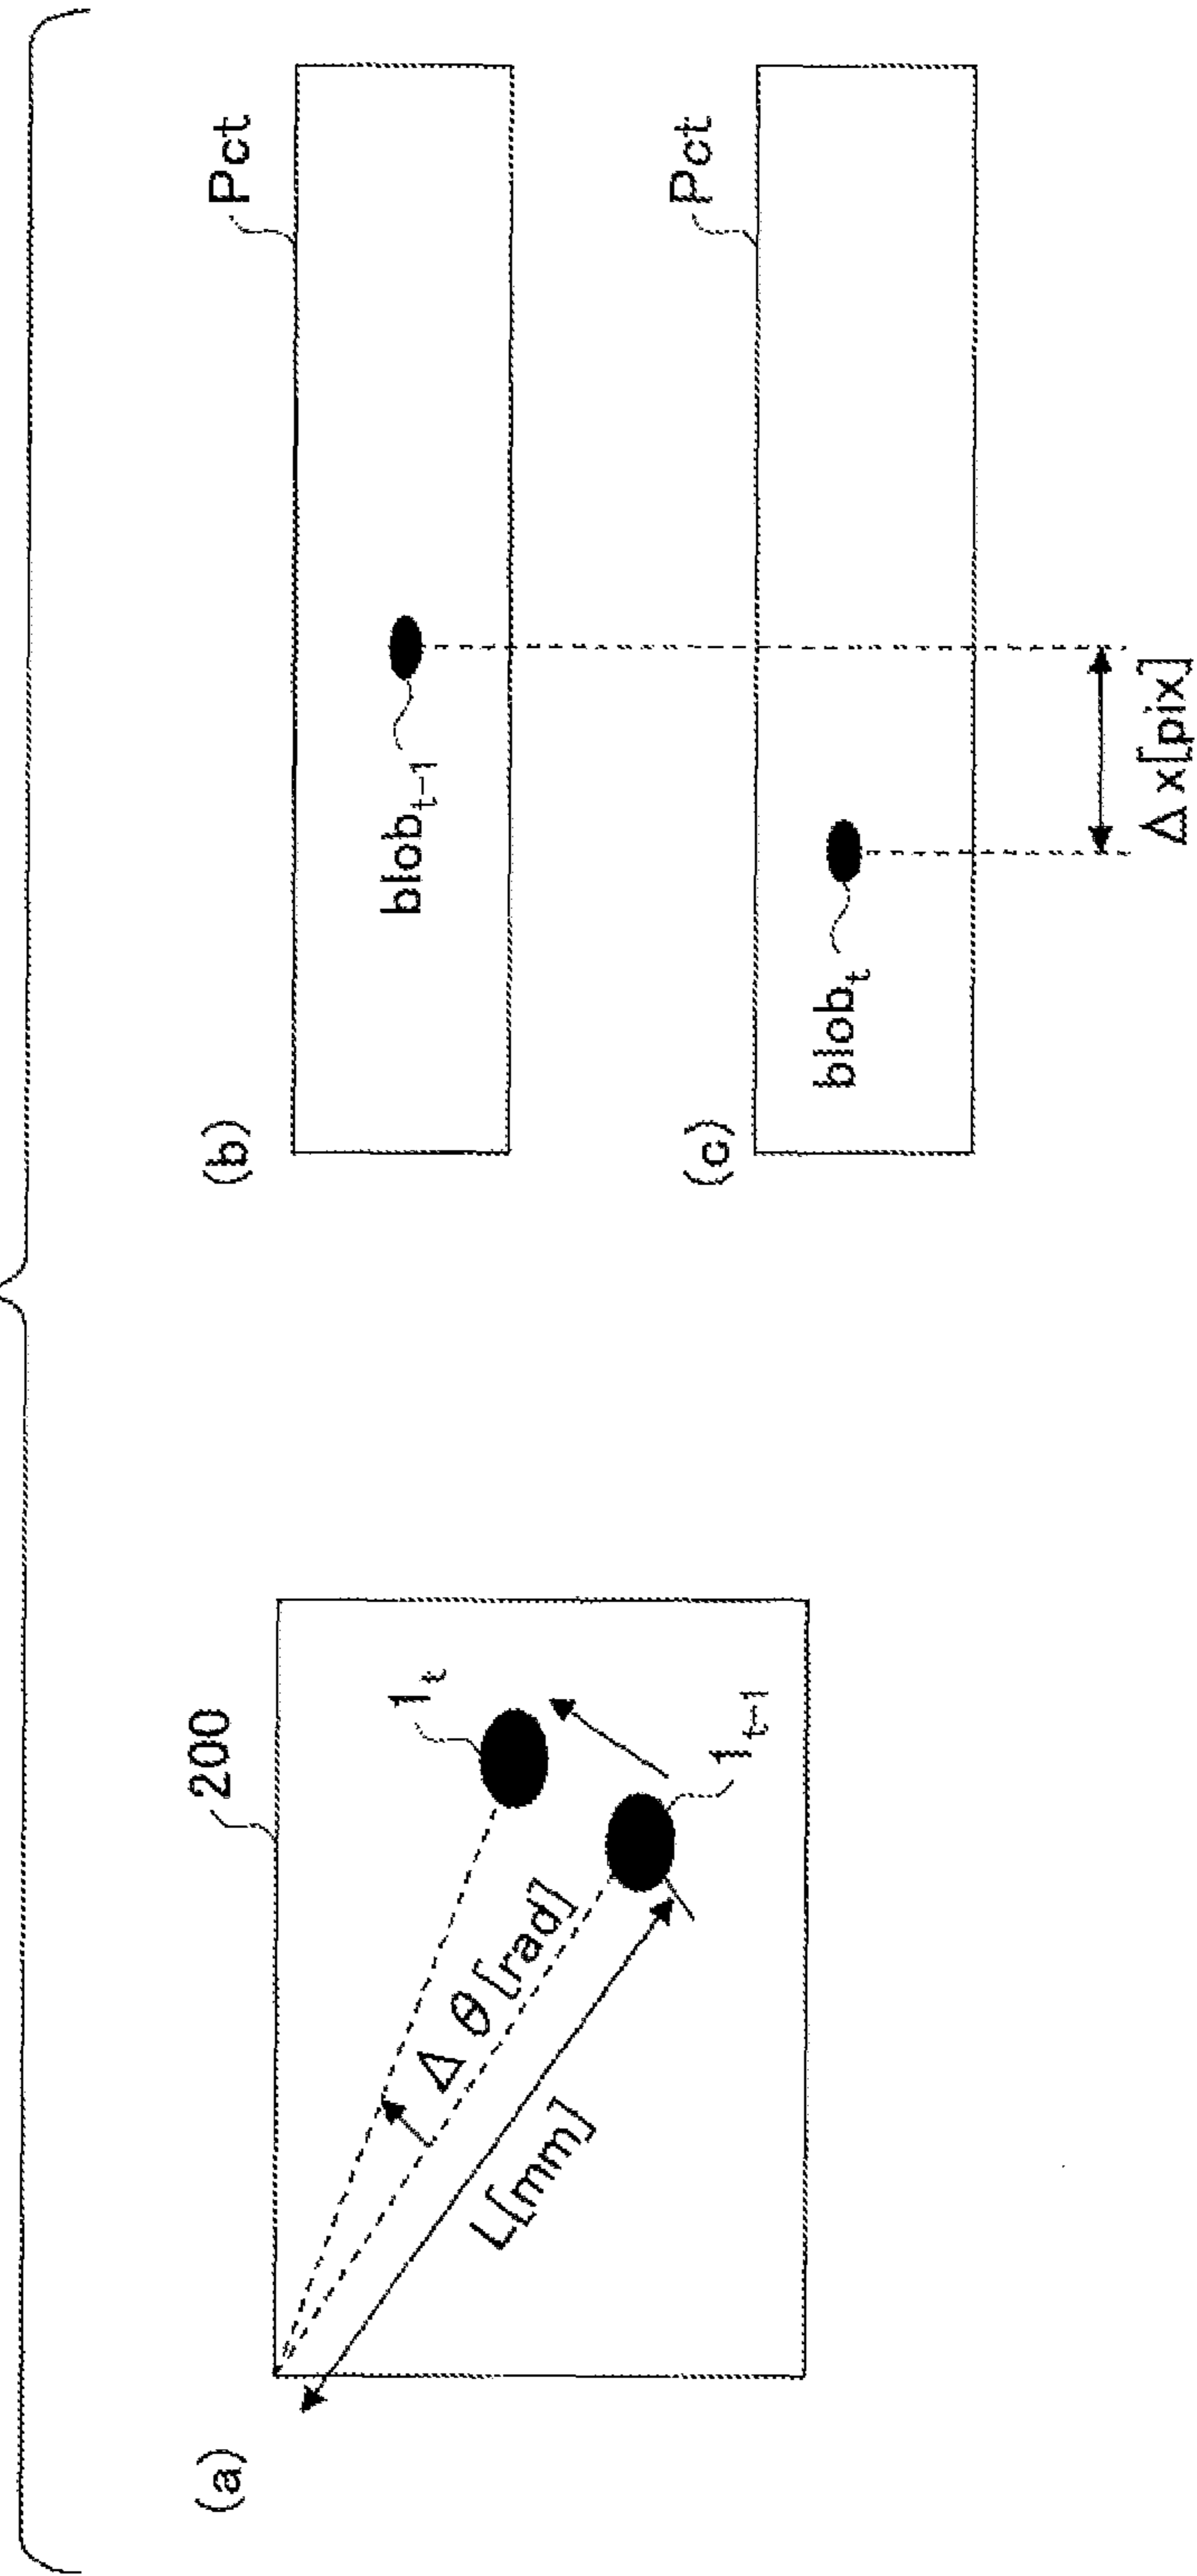 (a)
200
1t
1t-1
Δθ[rad]
L[mm]
(b)
Pct
blobt-1
(c)
Pct
blobt
Δx[pix]